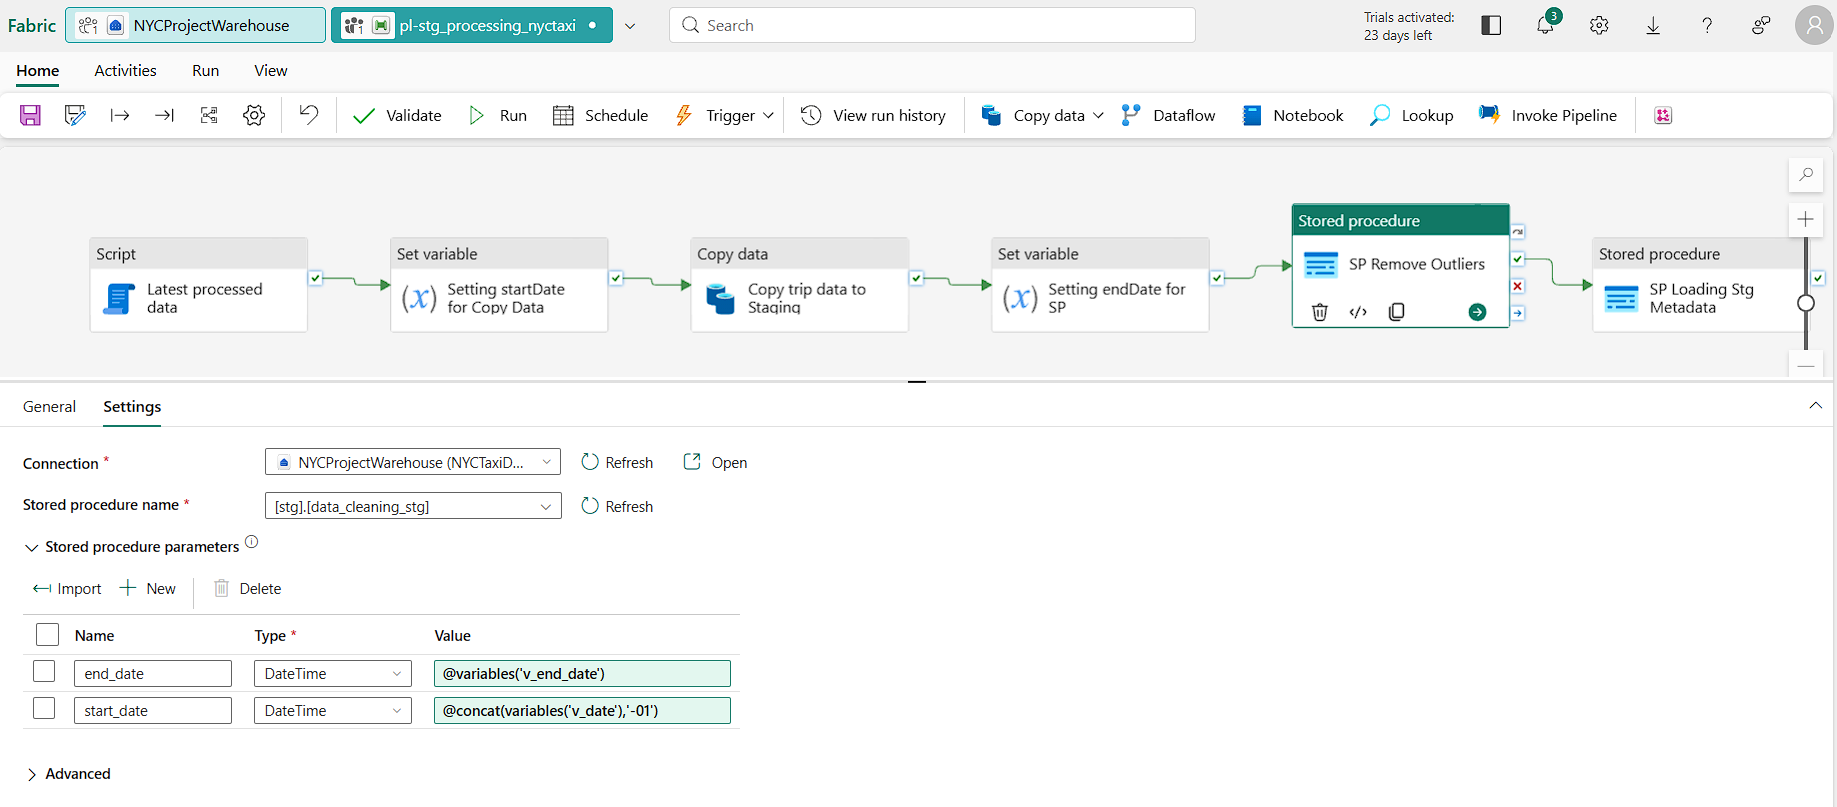 Fabric
NYCProjectWarehouse
pl-stg_processing_nyctaxi
Search
Trials activated:
23 days left
3
Home
Activities
Run
View
Validate
Run
Schedule
Trigger
View run history
Copy data
Dataflow
Notebook
Lookup
Invoke Pipeline
Script
Latest processed
data
Set variable
Setting startDate
for Copy Data
Copy data
Copy trip data to
Staging
Set variable
Setting endDate for
SP
Stored procedure
SP Remove Outliers
Stored procedure
SP Loading Stg
Metadata
General
Settings
Connection *
NYCProjectWarehouse (NYCTaxiD...
Refresh
Open
Stored procedure name *
[stg].[data_cleaning_stg]
Refresh
Stored procedure parameters
Import
New
Delete
Name
Type *
Value
end_date
DateTime
@variables('v_end_date')
start_date
DateTime
@concat(variables('v_date'),'-01')
Advanced